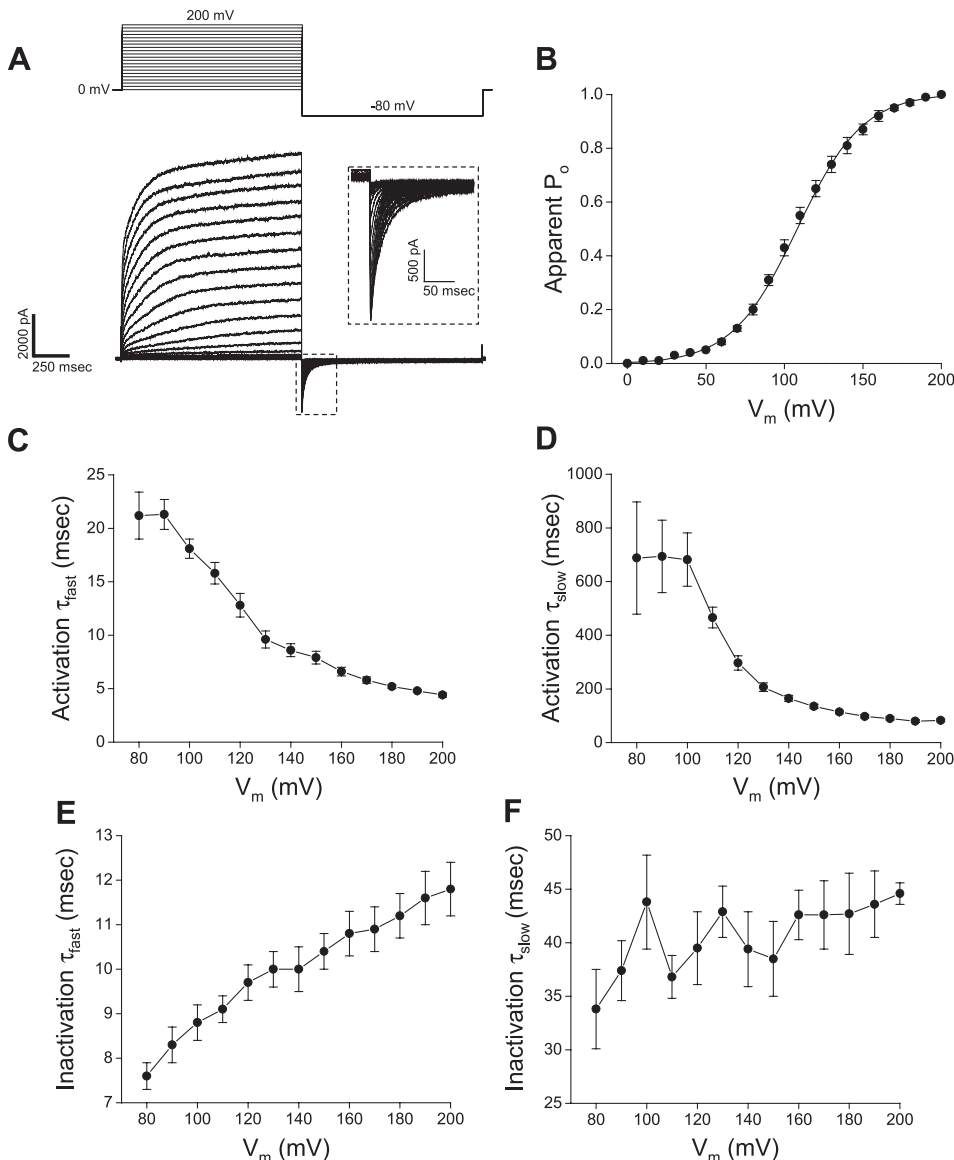 A
200 mV
0 mV
-80 mV
2000 pA
250 msec
500 pA
50 msec
B
Apparent Po
1.0
0.8
0.6
0.4
0.2
0.0
0 50 100 150 200
Vm (mV)
C
Activation τfast (msec)
25
20
15
10
5
0
80 100 120 140 160 180 200
Vm (mV)
D
Activation τslow (msec)
1000
800
600
400
200
0
80 100 120 140 160 180 200
Vm (mV)
E
Inactivation τfast (msec)
13
12
11
10
9
8
7
80 100 120 140 160 180 200
Vm (mV)
F
Inactivation τslow (msec)
50
45
40
35
30
25
80 100 120 140 160 180 200
Vm (mV)